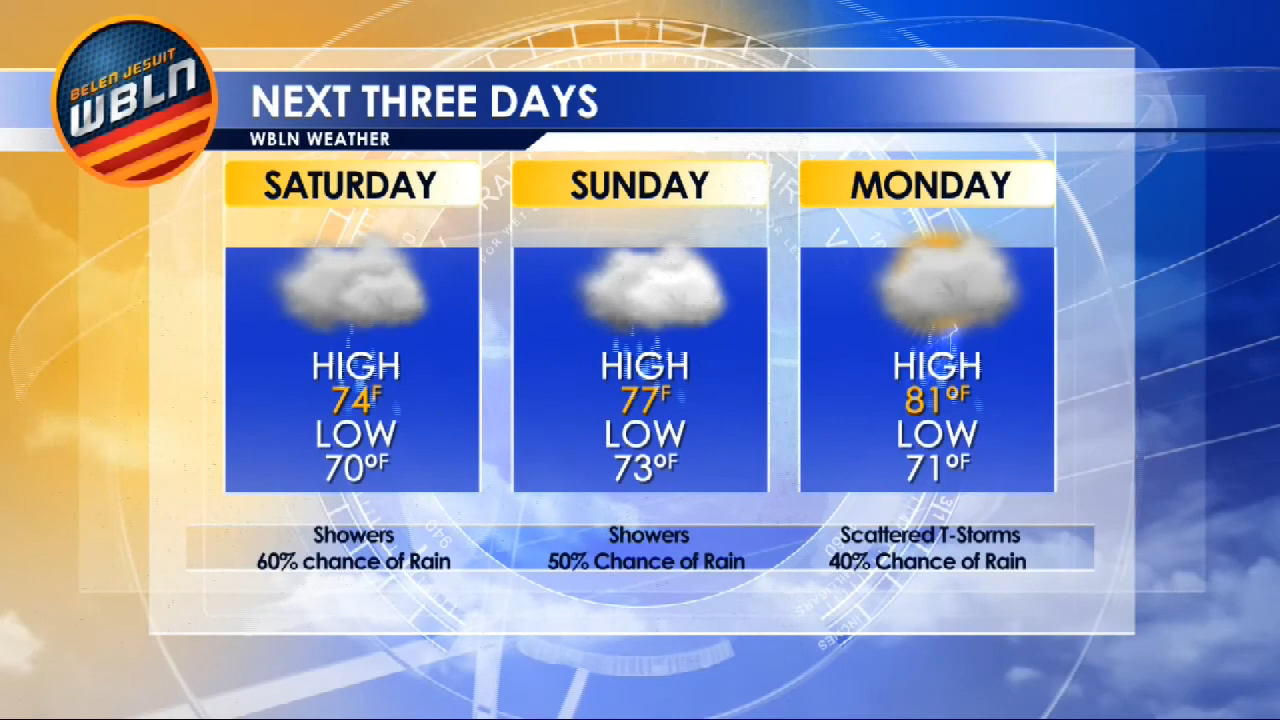 BELEN JESUIT
WBLN
NEXT THREE DAYS
WBLN WEATHER
SATURDAY
HIGH
74F
LOW
70ºF
Showers
60% chance of Rain
SUNDAY
HIGH
77F
LOW
73ºF
Showers
50% Chance of Rain
MONDAY
HIGH
81ºF
LOW
71ºF
Scattered T-Storms
40% Chance of Rain